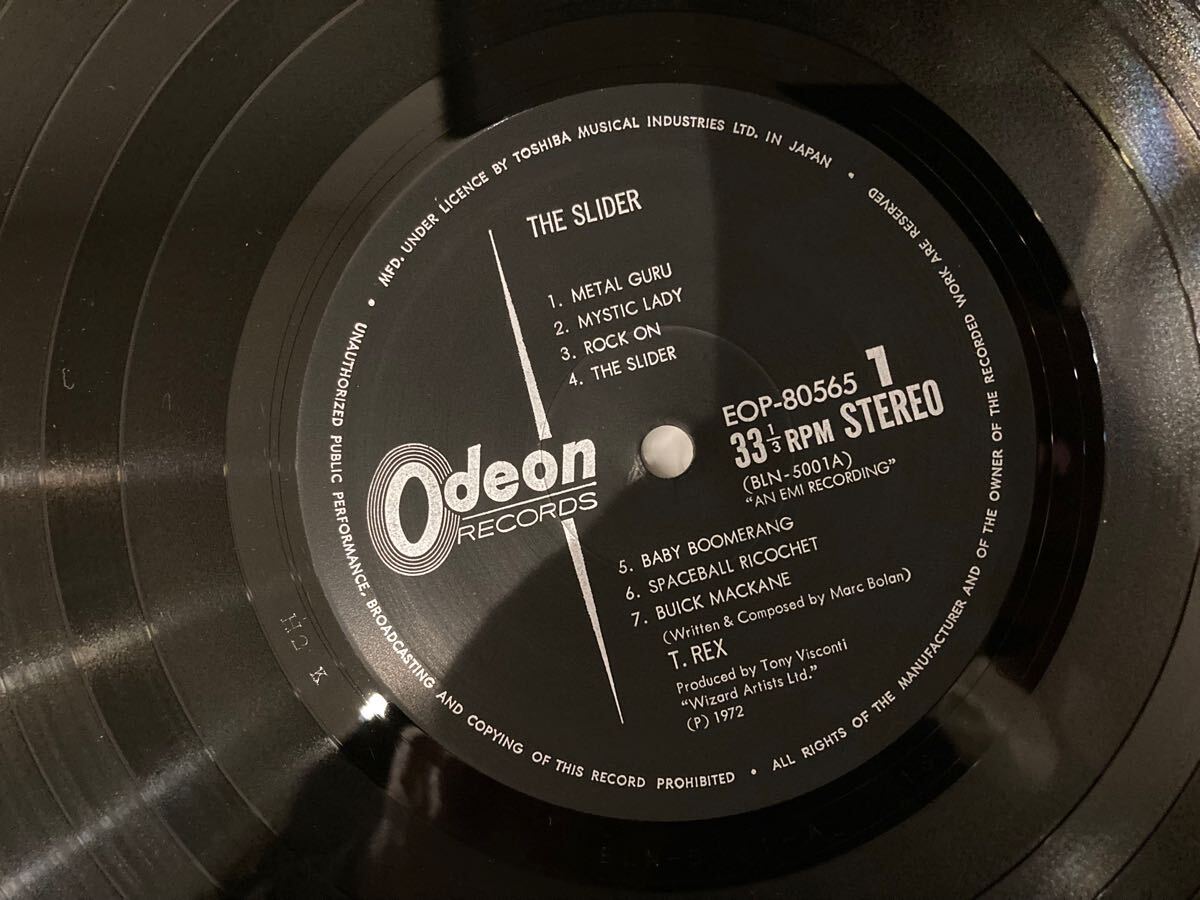 MFD. UNDER LICENCE BY TOSHIBA MUSICAL INDUSTRIES LTD. IN JAPAN •
THE SLIDER
1. METAL GURU
2. MYSTIC LADY
3. ROCK ON
4. THE SLIDER
EOP-80565 1
33 1/3 RPM STEREO
(BLN-5001A)
"AN EMI RECORDING"
Odeon
RECORDS
5. BABY BOOMERANG
6. SPACEBALL RICOCHET
7. BUICK MACKANE
(Written & Composed by Marc Bolan)
T. REX
Produced by Tony Visconti
"Wizard Artists Ltd."
(P) 1972
• UNAUTHORIZED PUBLIC PERFORMANCE, BROADCASTING AND COPYING OF THIS RECORD PROHIBITED •
ALL RIGHTS OF THE MANUFACTURER AND OF THE OWNER OF THE RECORDED WORK ARE RESERVED
K